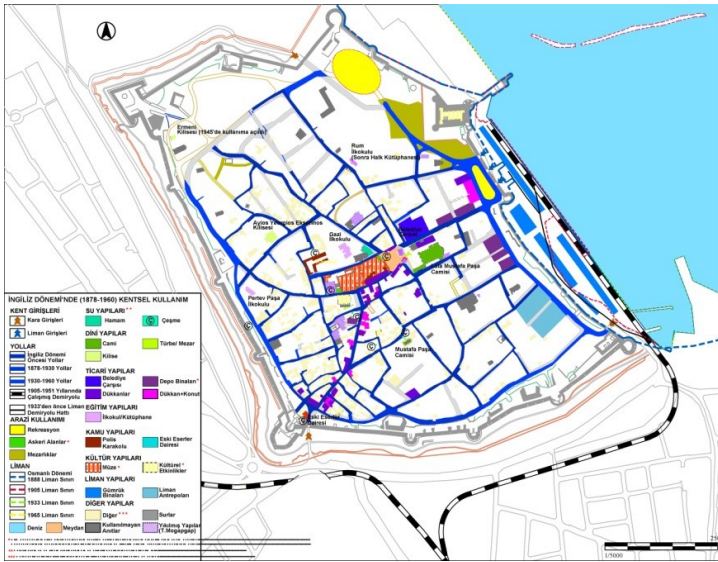 Ermeni
Kilisesi (1945'de kullanıma açıldı)
Rum
İlkokulu
(Sonra Halk Kütüphanesi)
Kilisesi
Gazi
İlkokulu
Mustafa Paşa
Camisi
Pertev Paşa
İlkokulu
Mustafa Paşa
Camisi
Eski Eserler
Dairesi
İNGİLİZ DÖNEMİ'NDE (1878-1960) KENTSEL KULLANIM
KENT GİRİŞLERİ
Kara Girişleri
Liman Girişleri
YOLLAR
İngiliz Dönemi
Öncesi Yollar
1878-1930 Yollar
1930-1960 Yollar
1905-1951 Yıllarında
Çalışmış Demiryolu
1933'den önce Liman
Demiryolu Hattı
ARAZİ KULLANIMI
Rekreasyon
Askeri Alanlar
Mezarlıklar
LİMAN
Osmanlı Dönemi
1888 Liman Sınırı
1905 Liman Sınırı
1933 Liman Sınırı
1965 Liman Sınırı
Deniz
Meydan
SU YAPILARI**
Hamam
Çeşme
DİNİ YAPILAR
Cami
Türbe/ Mezar
Kilise
TİCARİ YAPILAR
Belediye
Çarşısı
Depo Binaları*
Dükkanlar
Dükkan+Konut
EĞİTİM YAPILARI
İlkokul/Kütüphane
KAMU YAPILARI
Polis
Karakolu
Eski Eserler
Dairesi
KÜLTÜR YAPILARI
Müze
Kültürel
Etkinlikler
LİMAN YAPILARI
Gümrük
Binaları
Liman
Antrepoları
DİĞER YAPILAR
Diğer***
Surlar
Kullanılmayan
Anıtlar
Yıkılmış Yapılar
1/5000